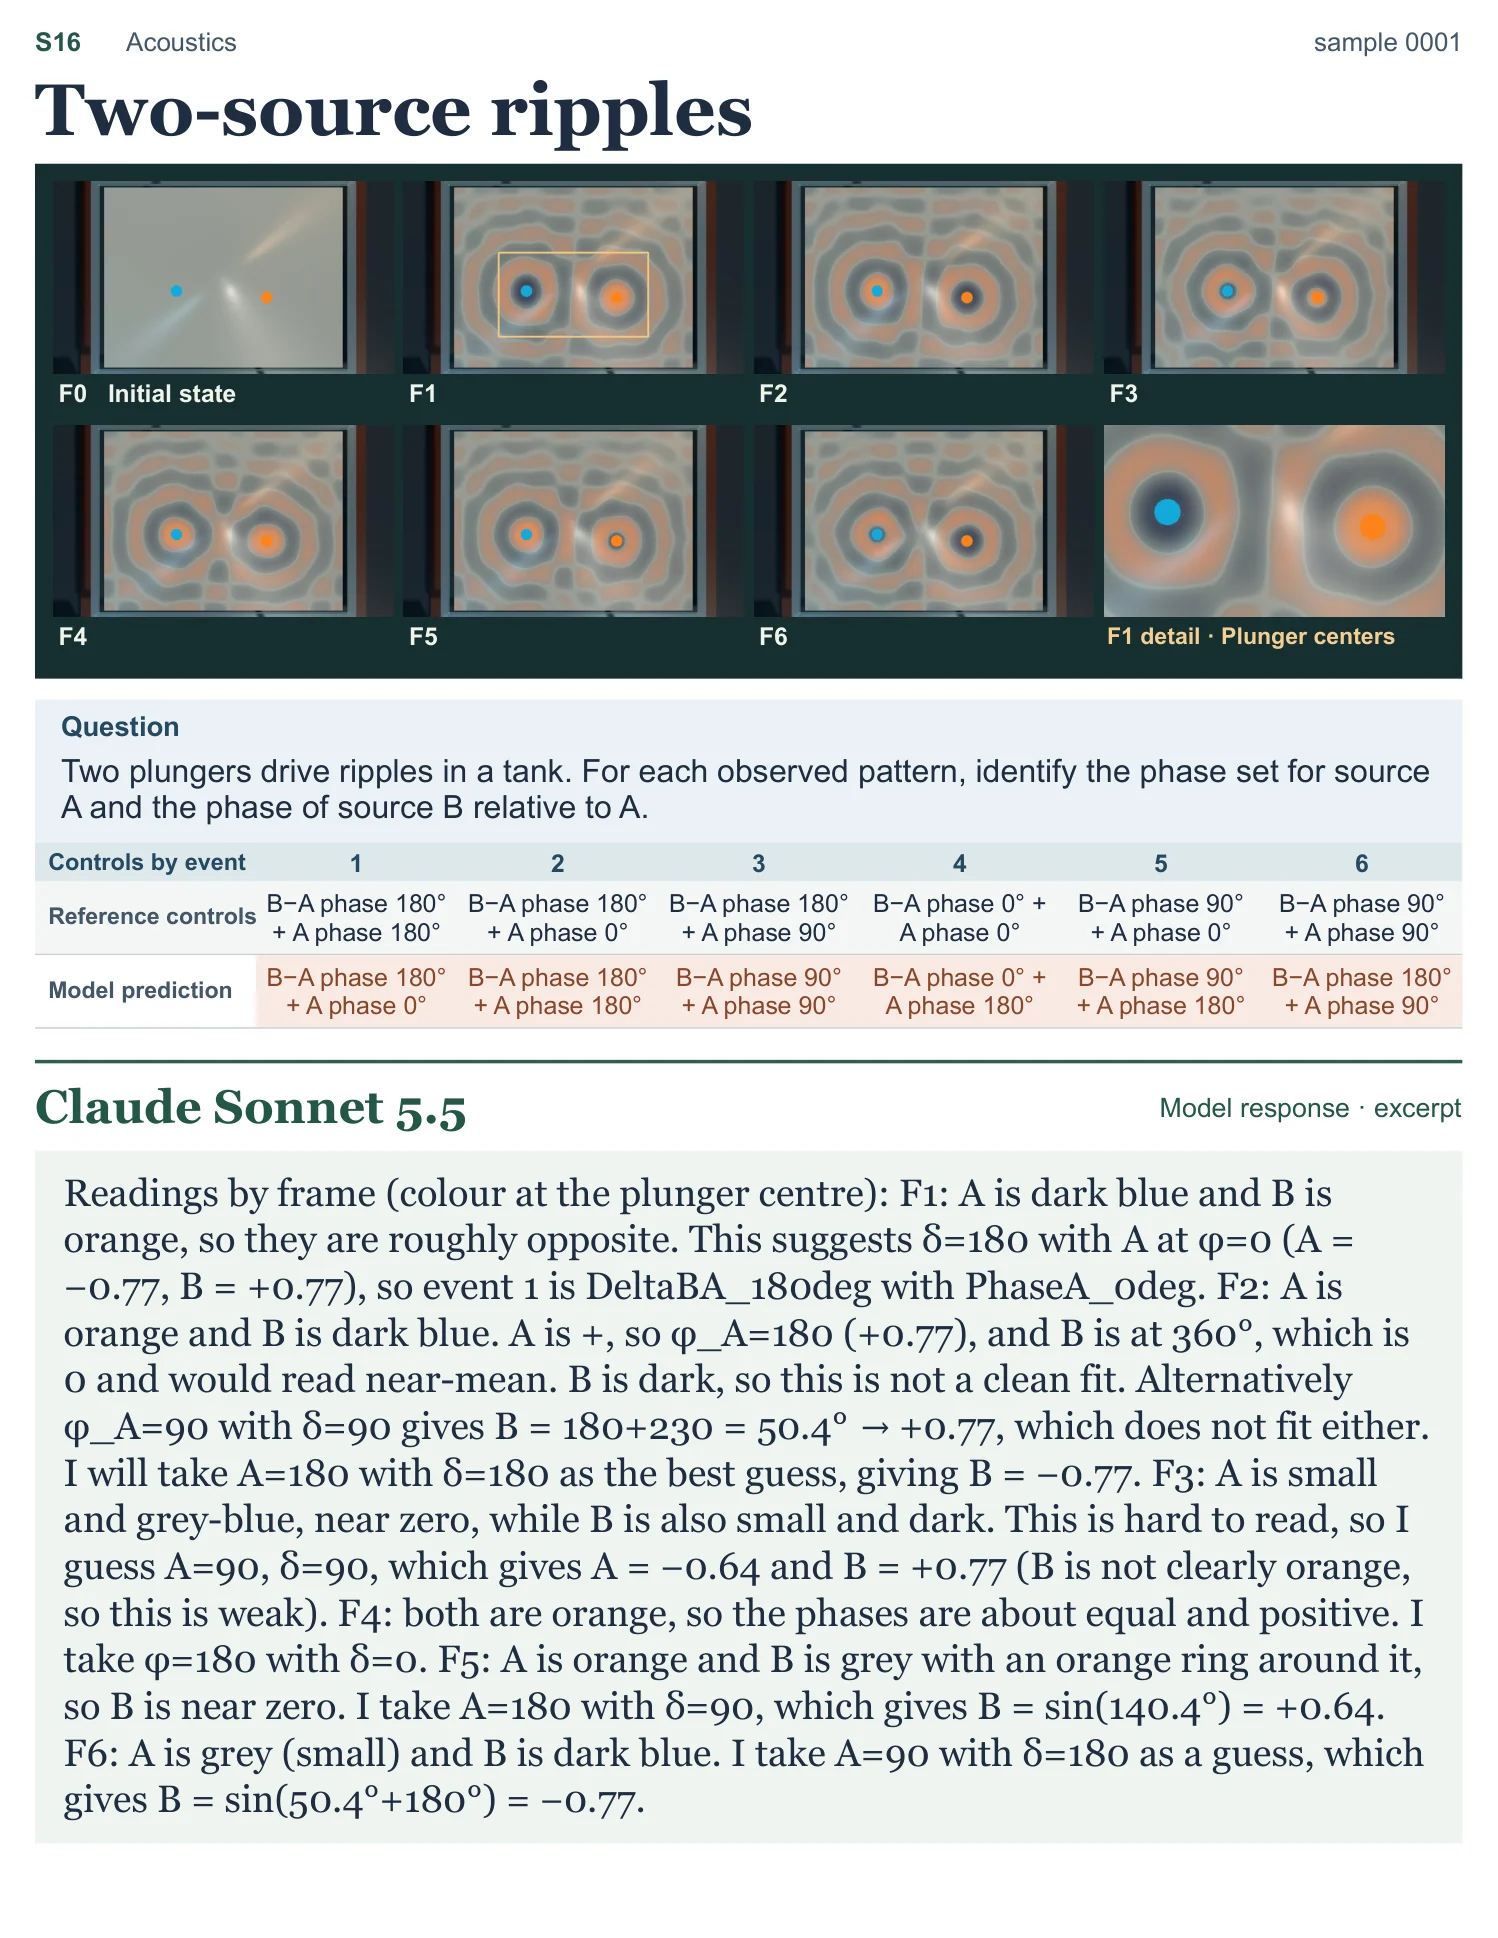 S16 Acoustics sample 0001
Two-source ripples
F0 Initial state F1 F2 F3
F4 F5 F6 F1 detail · Plunger centers
Question
Two plungers drive ripples in a tank. For each observed pattern, identify the phase set for source
A and the phase of source B relative to A.
Controls by event 1 2 3 4 5 6
Reference controls
B−A phase 180° B−A phase 180° B−A phase 180° B−A phase 0° + B−A phase 90° B−A phase 90°
+ A phase 180° + A phase 0° + A phase 90° A phase 0° + A phase 0° + A phase 90°
Model prediction
B−A phase 180° B−A phase 180° B−A phase 90° B−A phase 0° + B−A phase 90° B−A phase 180°
+ A phase 0° + A phase 180° + A phase 90° A phase 180° + A phase 180° + A phase 90°
Claude Sonnet 5.5 Model response · excerpt
Readings by frame (colour at the plunger centre): F1: A is dark blue and B is
orange, so they are roughly opposite. This suggests δ=180 with A at φ=0 (A =
−0.77, B = +0.77), so event 1 is DeltaBA_180deg with PhaseA_0deg. F2: A is
orange and B is dark blue. A is +, so φ_A=180 (+0.77), and B is at 360°, which is
0 and would read near-mean. B is dark, so this is not a clean fit. Alternatively
φ_A=90 with δ=90 gives B = 180+230 = 50.4° → +0.77, which does not fit either.
I will take A=180 with δ=180 as the best guess, giving B = −0.77. F3: A is small
and grey-blue, near zero, while B is also small and dark. This is hard to read, so I
guess A=90, δ=90, which gives A = −0.64 and B = +0.77 (B is not clearly orange,
so this is weak). F4: both are orange, so the phases are about equal and positive. I
take φ=180 with δ=0. F5: A is orange and B is grey with an orange ring around it,
so B is near zero. I take A=180 with δ=90, which gives B = sin(140.4°) = +0.64.
F6: A is grey (small) and B is dark blue. I take A=90 with δ=180 as a guess, which
gives B = sin(50.4°+180°) = −0.77.